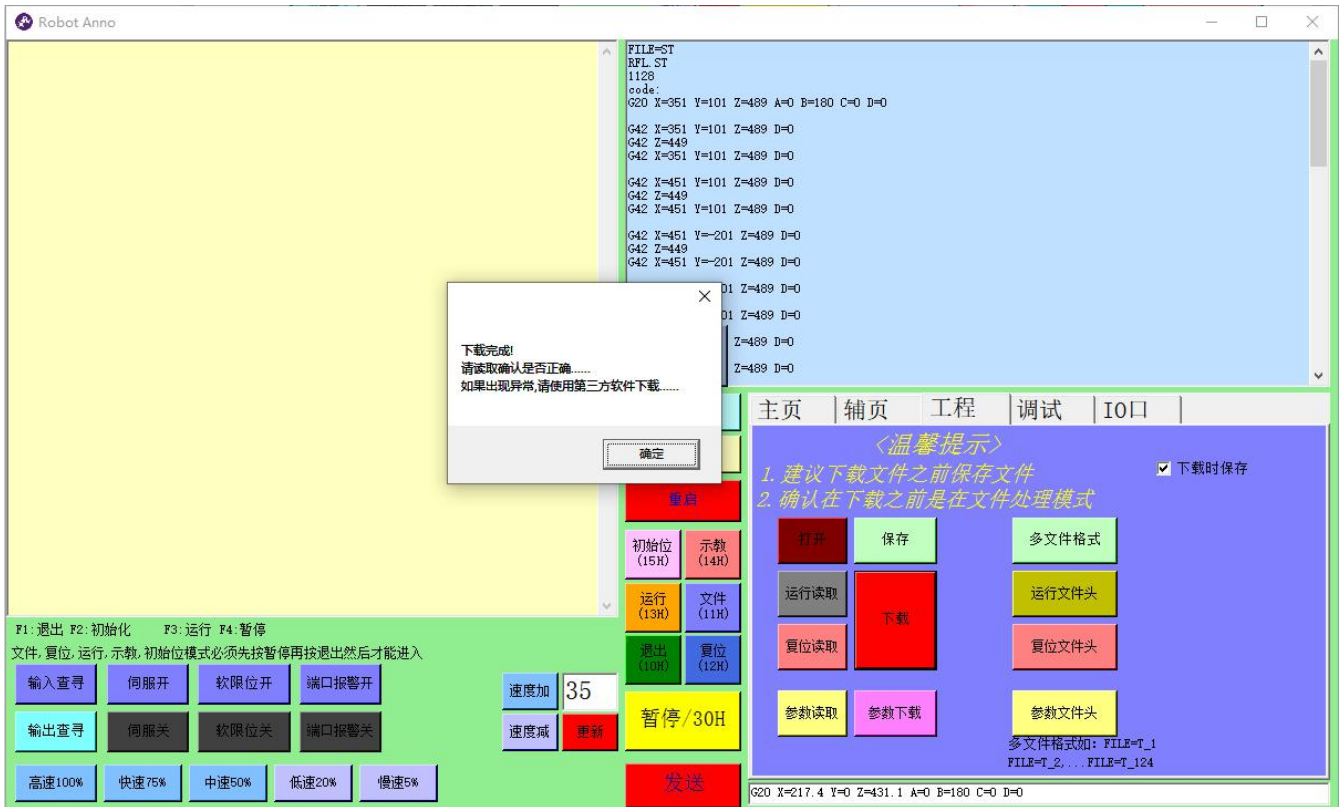 Robot Anno
FILE=ST
RFL.ST
1128
code:
G20 X=351 Y=101 Z=489 A=0 B=180 C=0 D=0
G42 X=351 Y=101 Z=489 D=0
G42 Z=449
G42 X=351 Y=101 Z=489 D=0
G42 X=451 Y=101 Z=489 D=0
G42 Z=449
G42 X=451 Y=101 Z=489 D=0
G42 X=451 Y=-201 Z=489 D=0
G42 Z=449
G42 X=451 Y=-201 Z=489 D=0
01 Z=489 D=0
01 Z=489 D=0
Z=489 D=0
Z=489 D=0
下载完成!
请读取确认是否正确......
如果出现异常,请使用第三方软件下载......
确定
主页 辅页 工程 调试 IO口
<温馨提示>
1. 建议下载文件之前保存文件
2. 确认在下载之前是在文件处理模式
下载时保存
重启
初始位
(15H)
示教
(14H)
运行
(13H)
文件
(11H)
退出
(10H)
复位
(12H)
暂停/30H
发送
打开
保存
多文件格式
运行读取
下载
运行文件头
复位读取
复位文件头
参数读取
参数下载
参数文件头
多文件格式如: FILE=T_1
FILE=T_2,...FILE=T_124
G20 X=217.4 Y=0 Z=431.1 A=0 B=180 C=0 D=0
F1:退出 F2:初始化 F3:运行 F4:暂停
文件,复位,运行,示教,初始位模式必须先按暂停再按退出然后才能进入
输入查寻 伺服开 软限位开 端口报警开
速度加 35
输出查寻 伺服关 软限位关 端口报警关
速度减 更新
高速100% 快速75% 中速50% 低速20% 慢速5%